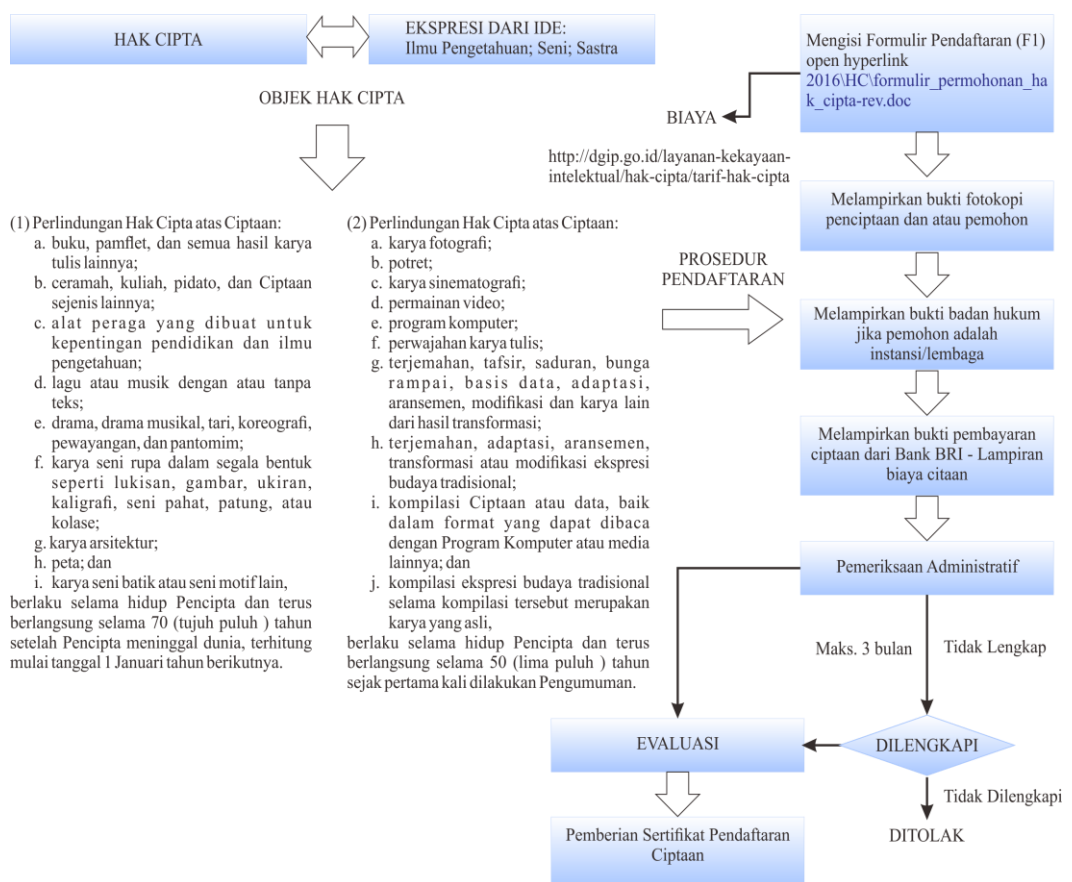 HAK CIPTA
EKSPRESI DARI IDE:
Ilmu Pengetahuan; Seni; Sastra
OBJEK HAK CIPTA
(1) Perlindungan Hak Cipta atas Ciptaan:
a. buku, pamflet, dan semua hasil karya
tulis lainnya;
b. ceramah, kuliah, pidato, dan Ciptaan
sejenis lainnya;
c. alat peraga yang dibuat untuk
kepentingan pendidikan dan ilmu
pengetahuan;
d. lagu atau musik dengan atau tanpa
teks;
e. drama, drama musikal, tari, koreografi,
pewayangan, dan pantomim;
f. karya seni rupa dalam segala bentuk
seperti lukisan, gambar, ukiran,
kaligrafi, seni pahat, patung, atau
kolase;
g. karya arsitektur;
h. peta; dan
i. karya seni batik atau seni motif lain,
berlaku selama hidup Pencipta dan terus
berlangsung selama 70 (tujuh puluh ) tahun
setelah Pencipta meninggal dunia, terhitung
mulai tanggal 1 Januari tahun berikutnya.
(2) Perlindungan Hak Cipta atas Ciptaan:
a. karya fotografi;
b. potret;
c. karya sinematografi;
d. permainan video;
e. program komputer;
f. perwajahan karya tulis;
g. terjemahan, tafsir, saduran, bunga
rampai, basis data, adaptasi,
aransemen, modifikasi dan karya lain
dari hasil transformasi;
h. terjemahan, adaptasi, aransemen,
transformasi atau modifikasi ekspresi
budaya tradisional;
i. kompilasi Ciptaan atau data, baik
dalam format yang dapat dibaca
dengan Program Komputer atau media
lainnya; dan
j. kompilasi ekspresi budaya tradisional
selama kompilasi tersebut merupakan
karya yang asli,
berlaku selama hidup Pencipta dan terus
berlangsung selama 50 (lima puluh ) tahun
sejak pertama kali dilakukan Pengumuman.
PROSEDUR
PENDAFTARAN
Mengisi Formulir Pendaftaran (F1)
open hyperlink
2016\HC\formulir_permohonan_ha
k_cipta-rev.doc
BIAYA
http://dgip.go.id/layanan-kekayaan-
intelektual/hak-cipta/tarif-hak-cipta
Melampirkan bukti fotokopi
penciptaan dan atau pemohon
Melampirkan bukti badan hukum
jika pemohon adalah
instansi/lembaga
Melampirkan bukti pembayaran
ciptaan dari Bank BRI - Lampiran
biaya citaan
Pemeriksaan Administratif
Maks. 3 bulan
Tidak Lengkap
EVALUASI
DILENGKAPI
Tidak Dilengkapi
DITOLAK
Pemberian Sertifikat Pendaftaran
Ciptaan